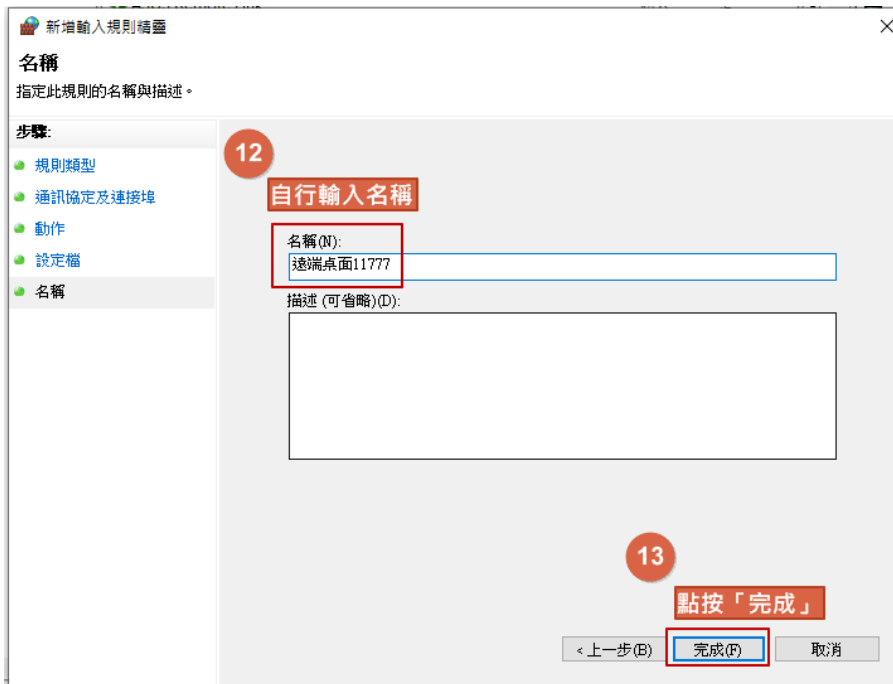 新增輸入規則精靈
名稱
指定此規則的名稱與描述。
步驟:
規則類型
通訊協定及連接埠
動作
設定檔
名稱
12
自行輸入名稱
名稱(N):
遠端桌面11777
描述 (可省略)(D):
13
點按「完成」
<上一步(B)
完成(F)
取消